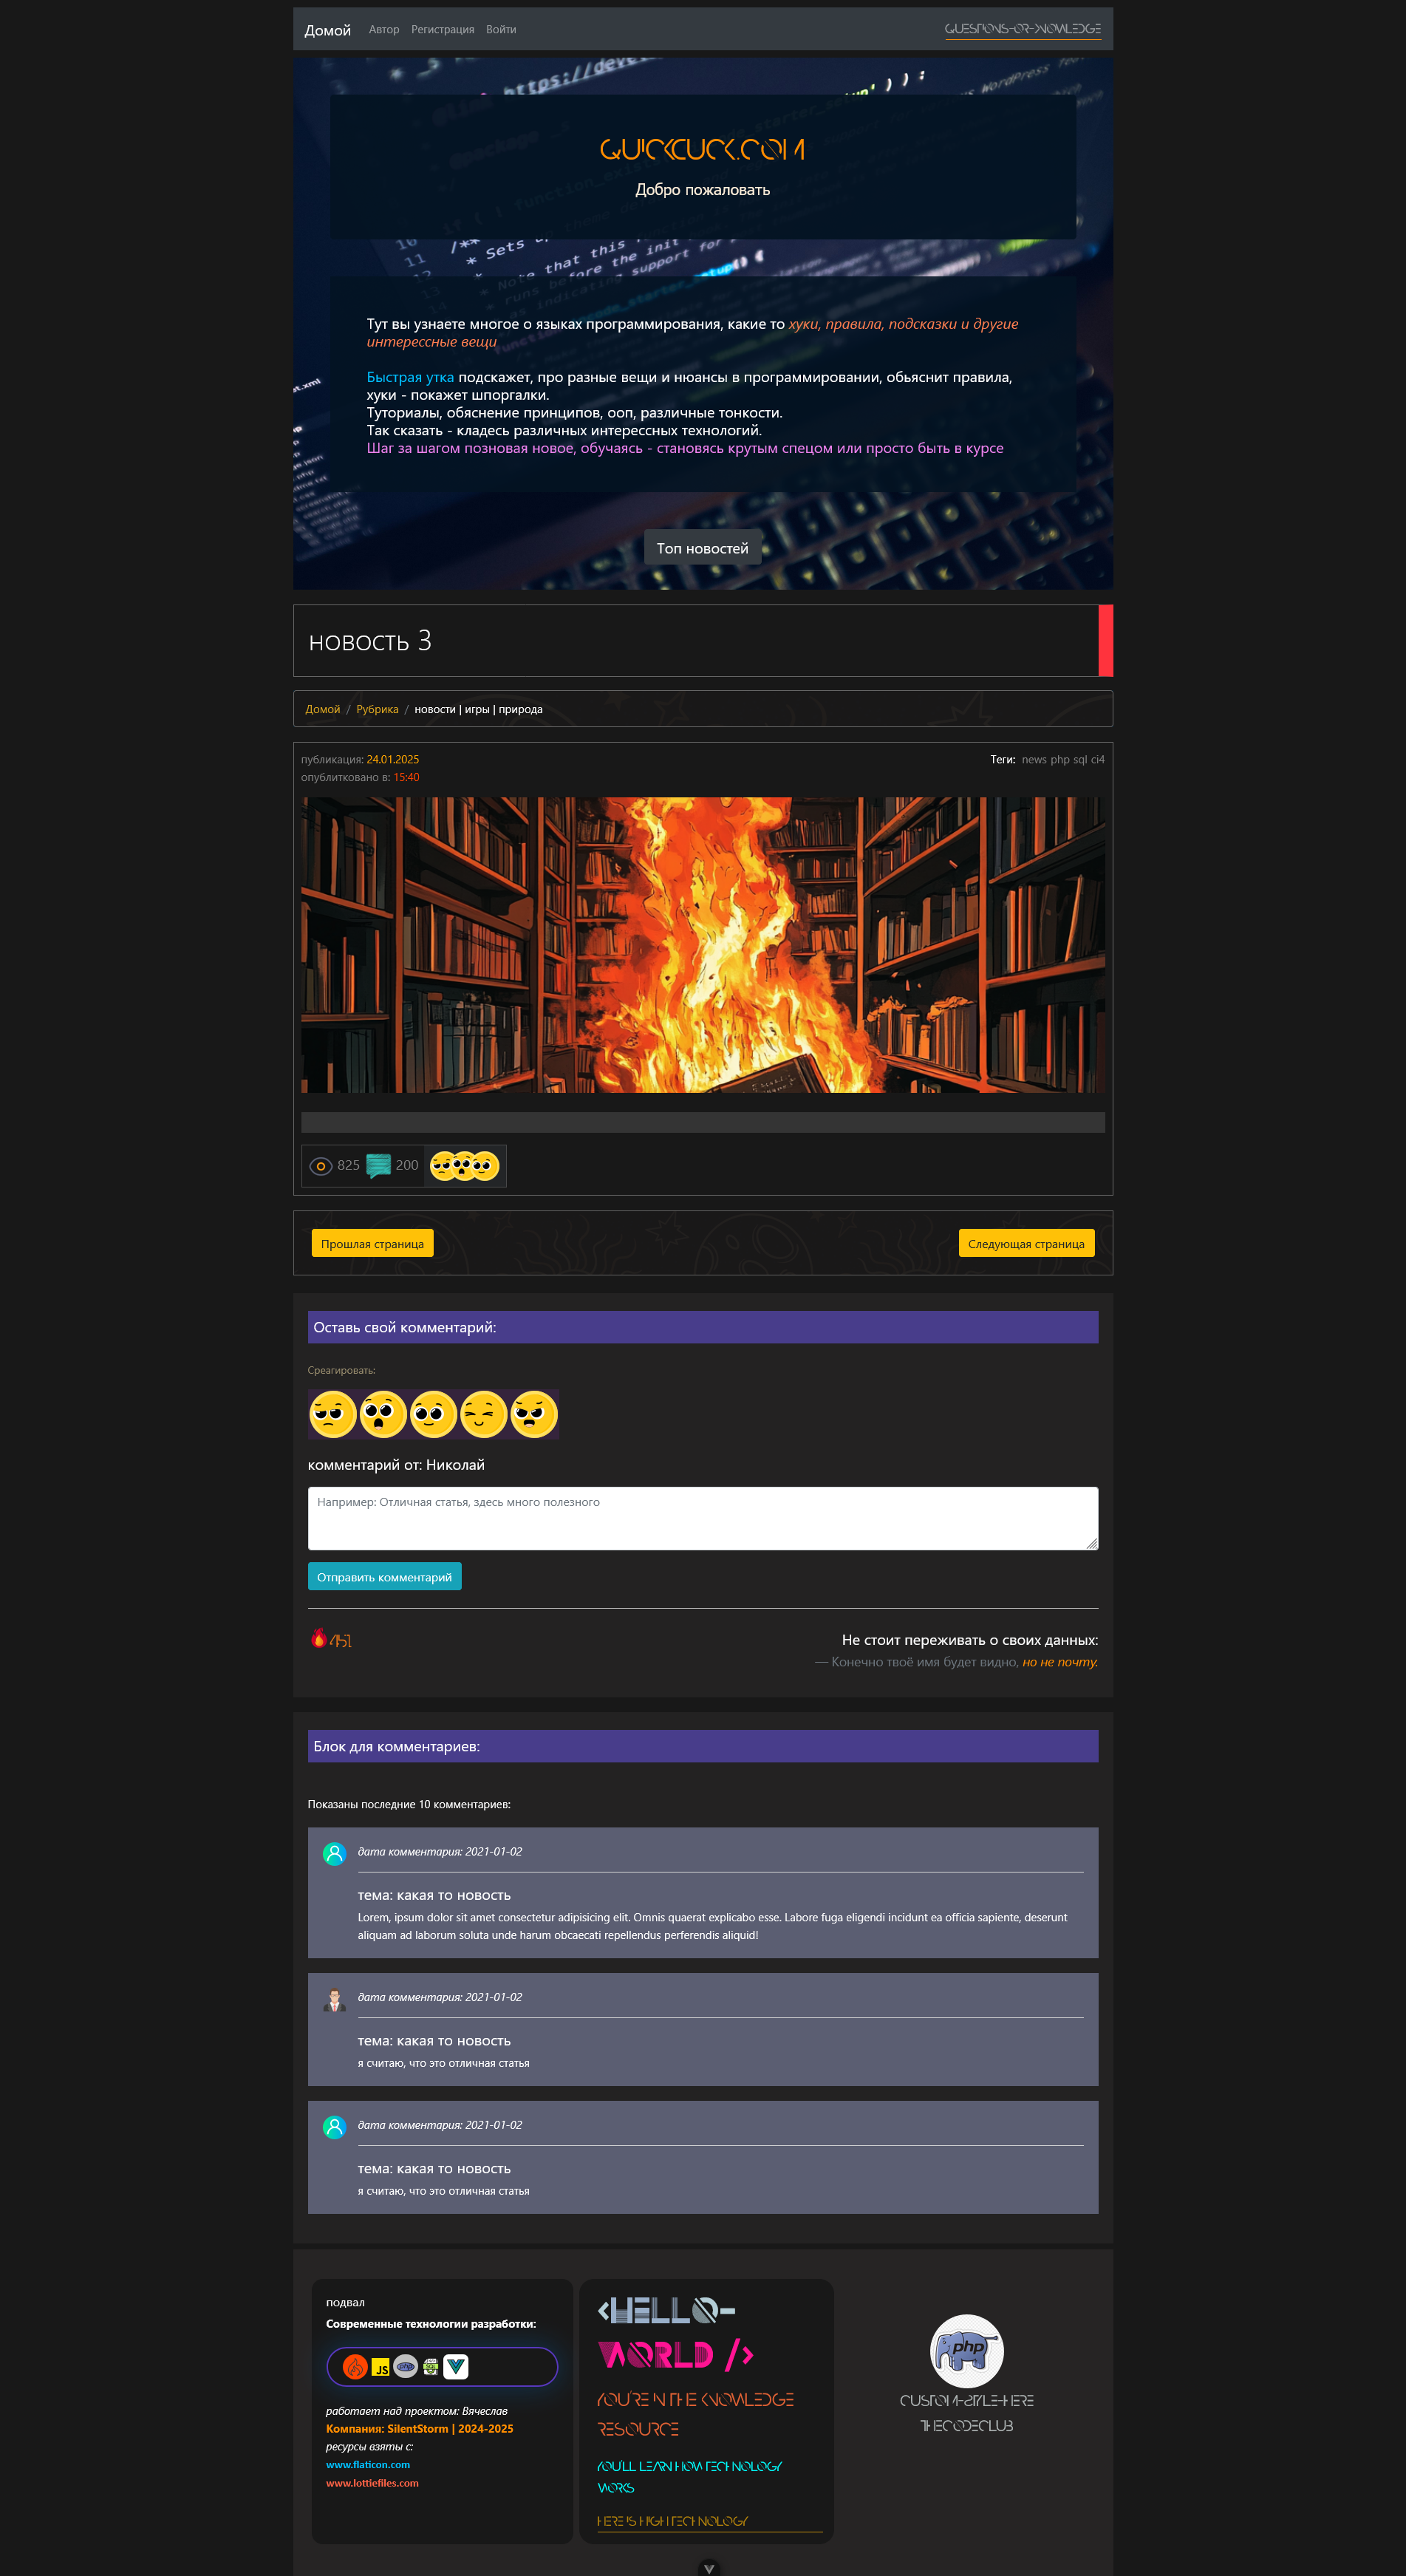 Домой Автор Регистрация Войти QUESTIONS-OR-KNOWLEDGE
QUICKCUCK.COM
Добро пожаловать
Тут вы узнаете многое о языках программирования, какие то хуки, правила, подсказки и другие
интерессные вещи
Быстрая утка подскажет, про разные вещи и нюансы в программировании, обьяснит правила,
хуки - покажет шпоргалки.
Туториалы, обяснение принципов, ооп, различные тонкости.
Так сказать - кладесь различных интерессных технологий.
Шаг за шагом позновая новое, обучаясь - становясь крутым спецом или просто быть в курсе
Топ новостей
новость 3
Домой / Рубрика / новости | игры | природа
публикация: 24.01.2025 Теги: news php sql ci4
опублитковано в: 15:40
825 200
Прошлая страница Следующая страница
Оставь свой комментарий:
Среагировать:
комментарий от: Николай
Например: Отличная статья, здесь много полезного
Отправить комментарий
451 Не стоит переживать о своих данных:
— Конечно твоё имя будет видно, но не почту.
Блок для комментариев:
Показаны последние 10 комментариев:
дата комментария: 2021-01-02
тема: какая то новость
Lorem, ipsum dolor sit amet consectetur adipisicing elit. Omnis quaerat explicabo esse. Labore fuga eligendi incidunt ea officia sapiente, deserunt
aliquam ad laborum soluta unde harum obcaecati repellendus perferendis aliquid!
дата комментария: 2021-01-02
тема: какая то новость
я считаю, что это отличная статья
дата комментария: 2021-01-02
тема: какая то новость
я считаю, что это отличная статья
подвал
Современные технологии разработки:
JS php
работает над проектом: Вячеслав
Компания: SilentStorm | 2024-2025
ресурсы взяты с:
www.flaticon.com
www.lottiefiles.com
<HELLO-
WORLD />
YOU'RE IN THE KNOWLEDGE
RESOURCE
YOU'LL LEARN HOW TECHNOLOGY
WORKS
HERE IS HIGH TECHNOLOGY
php
CUSTOM-STYLE-HERE
THECODECLUB